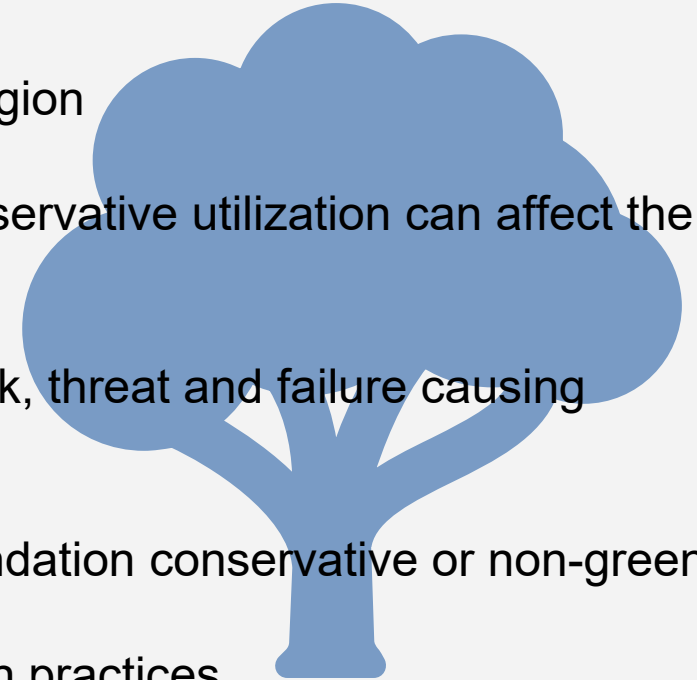 gion
servative utilization can affect the
k, threat and failure causing
ndation conservative or non-green
n practices